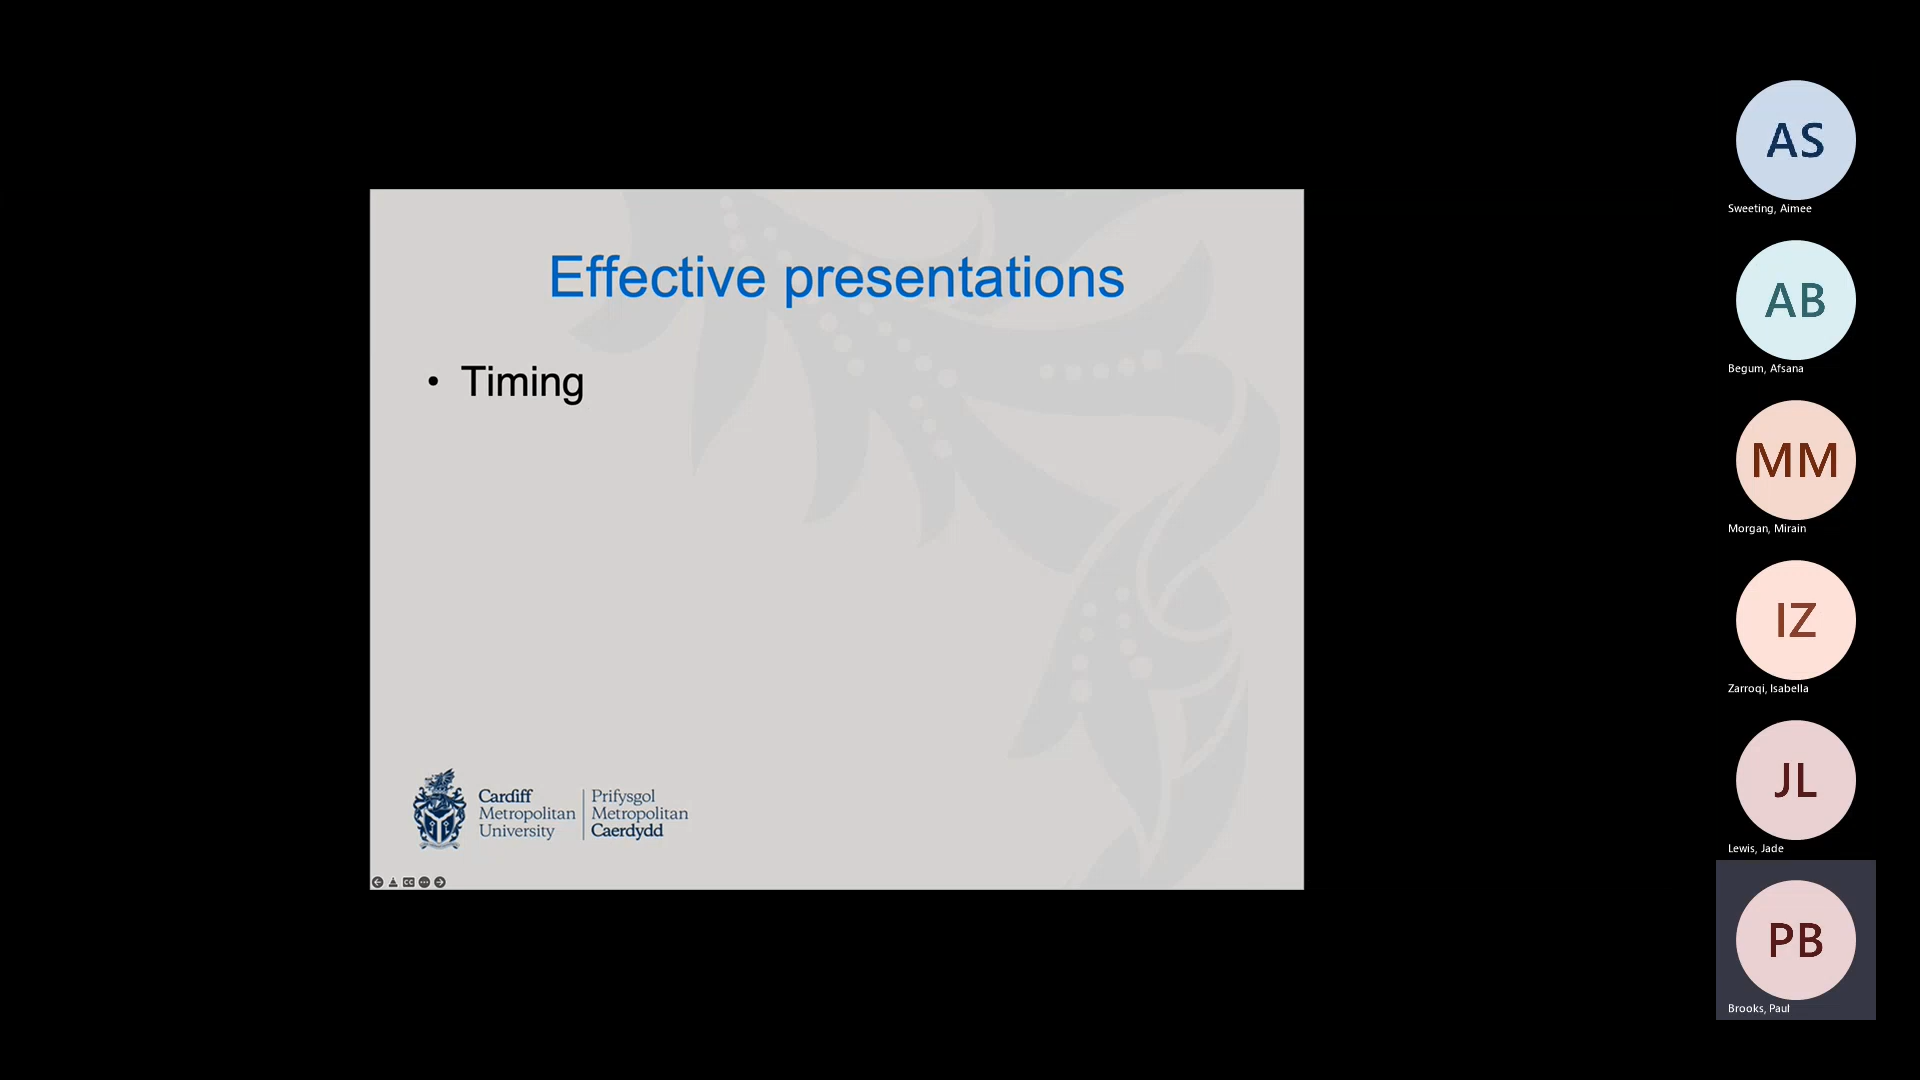 Effective presentations
• Timing
Cardiff
Metropolitan
University
Prifysgol
Metropolitan
Caerdydd
CC
AS
Sweeting, Aimee
AB
Begum, Afsana
MM
Morgan, Mirain
IZ
Zarroqi, Isabella
JL
Lewis, Jade
PB
Brooks, Paul